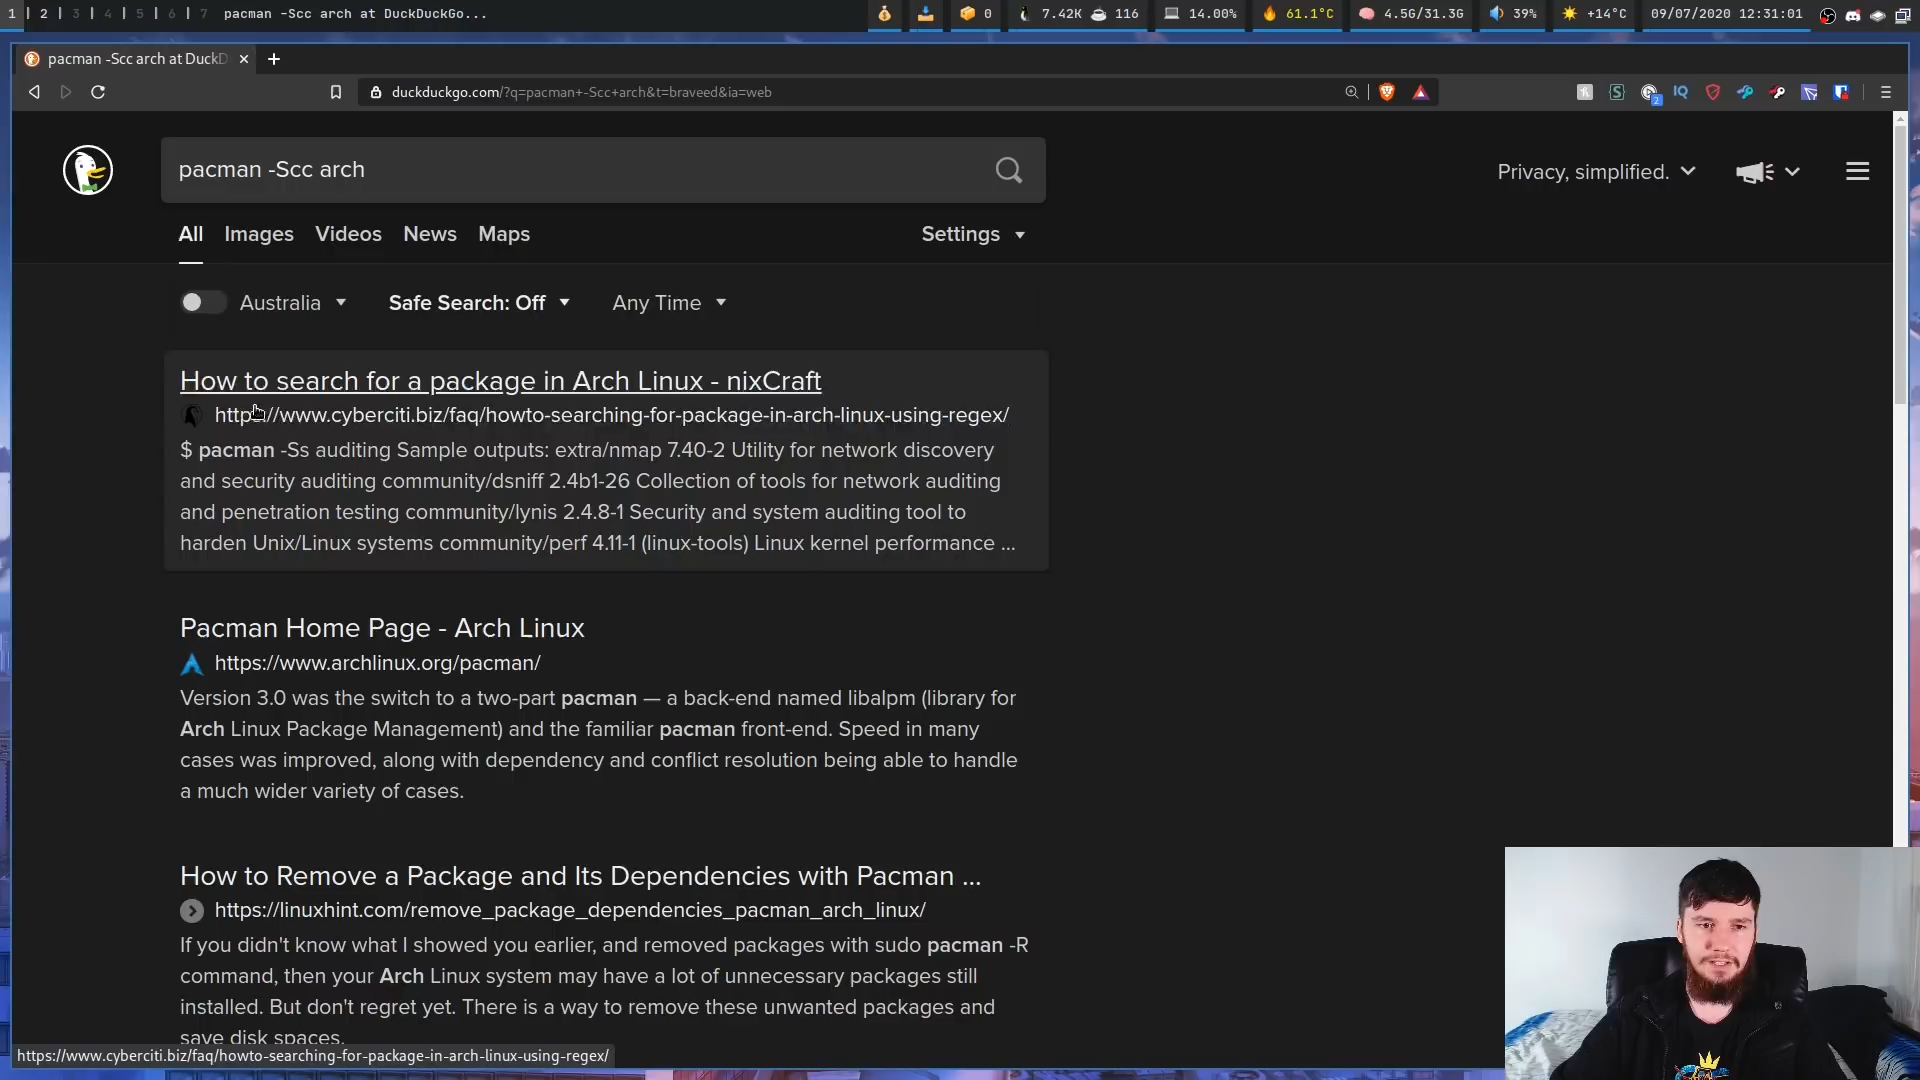 1 | 2 | 3 | 4 | 5 | 6 | 7 pacman -Scc arch at DuckDuckGo... 0 7.42K 116 14.00% 61.1°C 4.5G/31.3G 39% +14°C 09/07/2020 12:31:01
pacman -Scc arch at DuckD
duckduckgo.com/?q=pacman+-Scc+arch&t=braveed&ia=web
2
IQ
pacman -Scc arch
Privacy, simplified.
All Images Videos News Maps Settings
Australia Safe Search: Off Any Time
How to search for a package in Arch Linux - nixCraft
https://www.cyberciti.biz/faq/howto-searching-for-package-in-arch-linux-using-regex/
$ pacman -Ss auditing Sample outputs: extra/nmap 7.40-2 Utility for network discovery
and security auditing community/dsniff 2.4b1-26 Collection of tools for network auditing
and penetration testing community/lynis 2.4.8-1 Security and system auditing tool to
harden Unix/Linux systems community/perf 4.11-1 (linux-tools) Linux kernel performance ...
Pacman Home Page - Arch Linux
https://www.archlinux.org/pacman/
Version 3.0 was the switch to a two-part pacman — a back-end named libalpm (library for
Arch Linux Package Management) and the familiar pacman front-end. Speed in many
cases was improved, along with dependency and conflict resolution being able to handle
a much wider variety of cases.
How to Remove a Package and Its Dependencies with Pacman ...
https://linuxhint.com/remove_package_dependencies_pacman_arch_linux/
If you didn't know what I showed you earlier, and removed packages with sudo pacman -R
command, then your Arch Linux system may have a lot of unnecessary packages still
installed. But don't regret yet. There is a way to remove these unwanted packages and
save disk spaces.
https://www.cyberciti.biz/faq/howto-searching-for-package-in-arch-linux-using-regex/